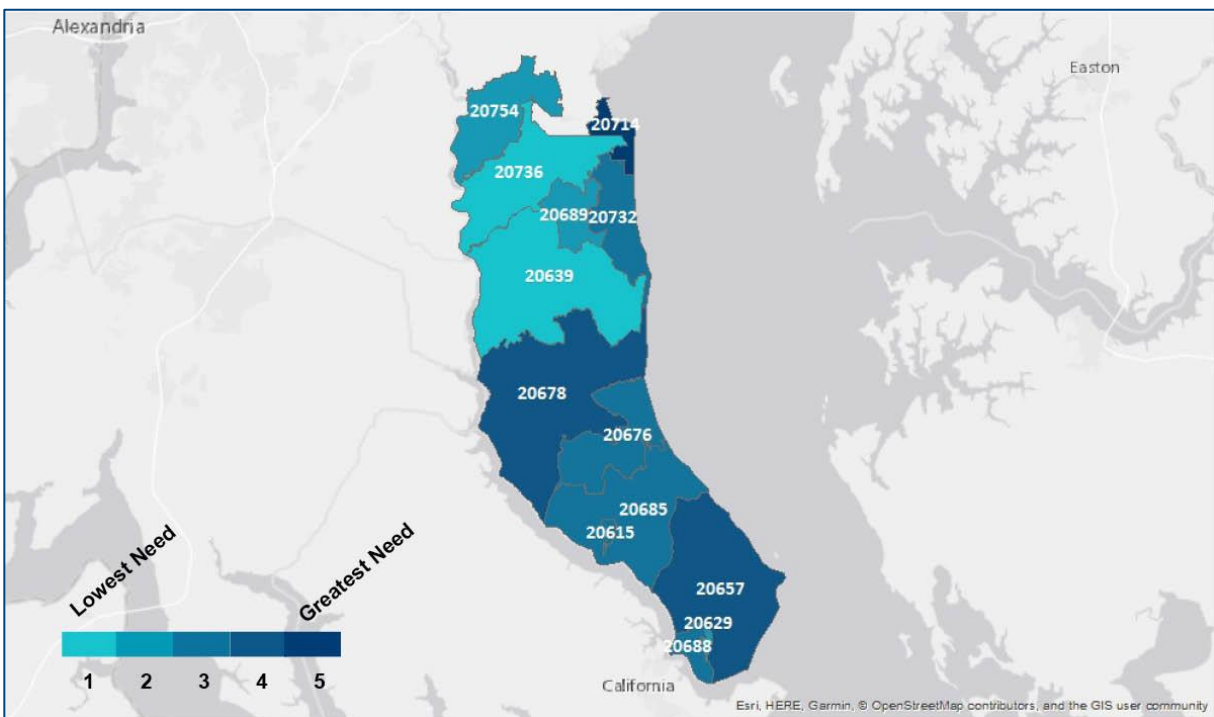 Alexandria
Easton
20754
20714
20736
20689
20732
20639
20678
20676
20685
20615
20657
20629
20688
Lowest Need
Greatest Need
1 2 3 4 5
California
Esri, HERE, Garmin, © OpenStreetMap contributors, and the GIS user community